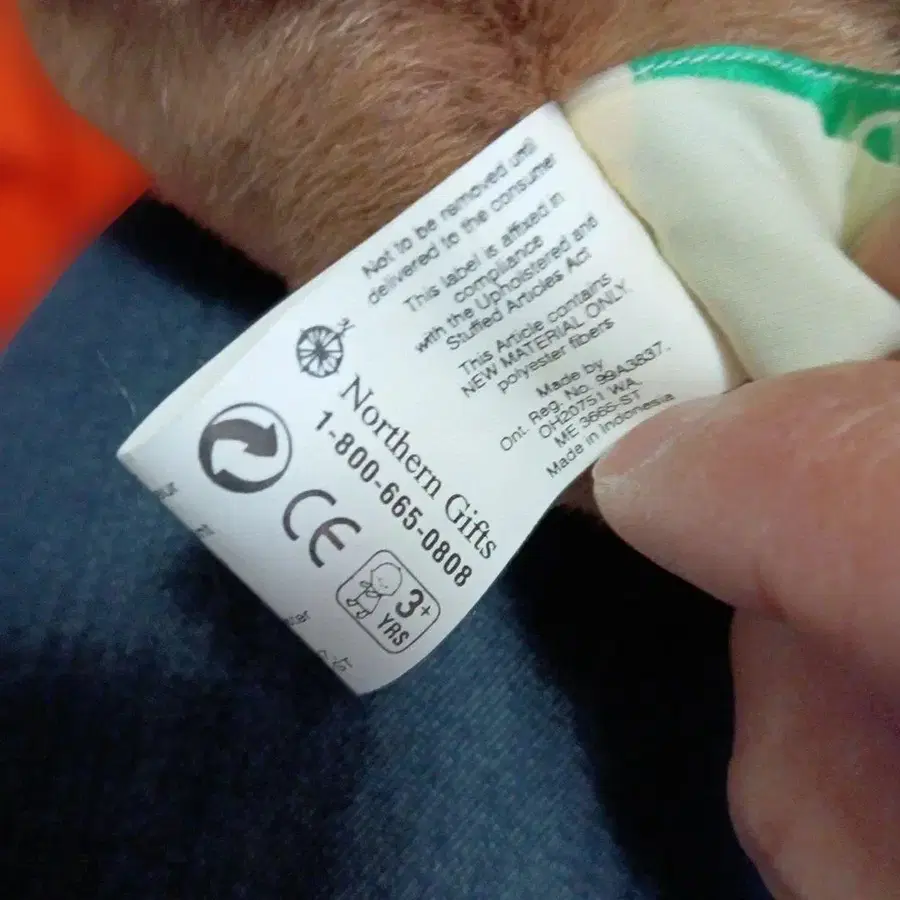 Not to be removed until
delivered to the consumer
This label is affixed in
compliance
with the Upholstered and
Stuffed Articles Act
This Article contains
NEW MATERIAL ONLY.
polyester fibers
Made by
Ont. Reg. No. 99A3837.
OH20751 WA
ME 3665-ST
Made in Indonesia
Northern Gifts
1-800-665-0808
CE
3+
YRS